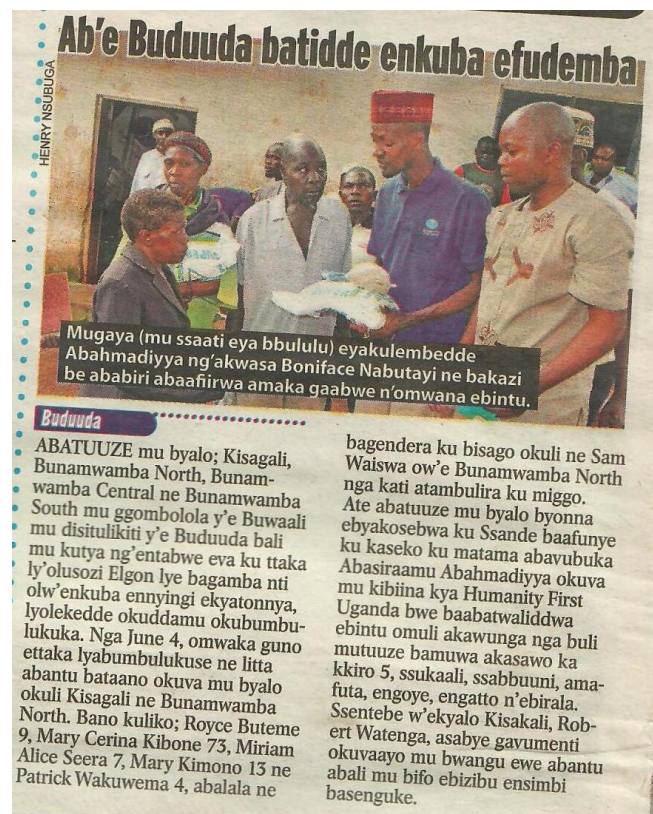 Ab'e Buduuda batidde enkuba efudemba
HENRY NSUBUGA
Mugaya (mu ssaati eya bbululu) eyakulembedde
Abahmadiyya ng'akwasa Boniface Nabutayi ne bakazi
be ababiri abaafiirwa amaka gaabwe n'omwana ebintu.
Buduuda
ABATUUZE mu byalo; Kisagali,
Bunamwamba North, Bunam-
wamba Central ne Bunamwamba
South mu ggombolola y'e Buwaali
mu disitulikiti y'e Buduuda bali
mu kutya ng'entabwe eva ku ttaka
ly'olusozi Elgon lye bagamba nti
olw'enkuba ennyingi ekyatonnya,
lyolekedde okuddamu okubumbu-
lukuka. Nga June 4, omwaka guno
ettaka lyabumbulukuse ne litta
abantu bataano okuva mu byalo
okuli Kisagali ne Bunamwamba
North. Bano kuliko; Royce Buteme
9, Mary Cerina Kibone 73, Miriam
Alice Seera 7, Mary Kimono 13 ne
Patrick Wakuwema 4, abalala ne
bagendera ku bisago okuli ne Sam
Waiswa ow'e Bunamwamba North
nga kati atambulira ku miggo.
Ate abatuuze mu byalo byonna
ebyakosebwa ku Ssande baafunye
ku kaseko ku matama abavubuka
Abasiraamu Abahmadiyya okuva
mu kibiina kya Humanity First
Uganda bwe baabatwaliddwa
ebintu omuli akawunga nga buli
mutuuze bamuwa akasawo ka
kkiro 5, ssukaali, ssabbuuni, ama-
futa, engoye, engatto n'ebirala.
Ssentebe w'ekyalo Kisakali, Rob-
ert Watenga, asabye gavumenti
okuvaayo mu bwangu ewe abantu
abali mu bifo ebizibu ensimbi
basenguke.